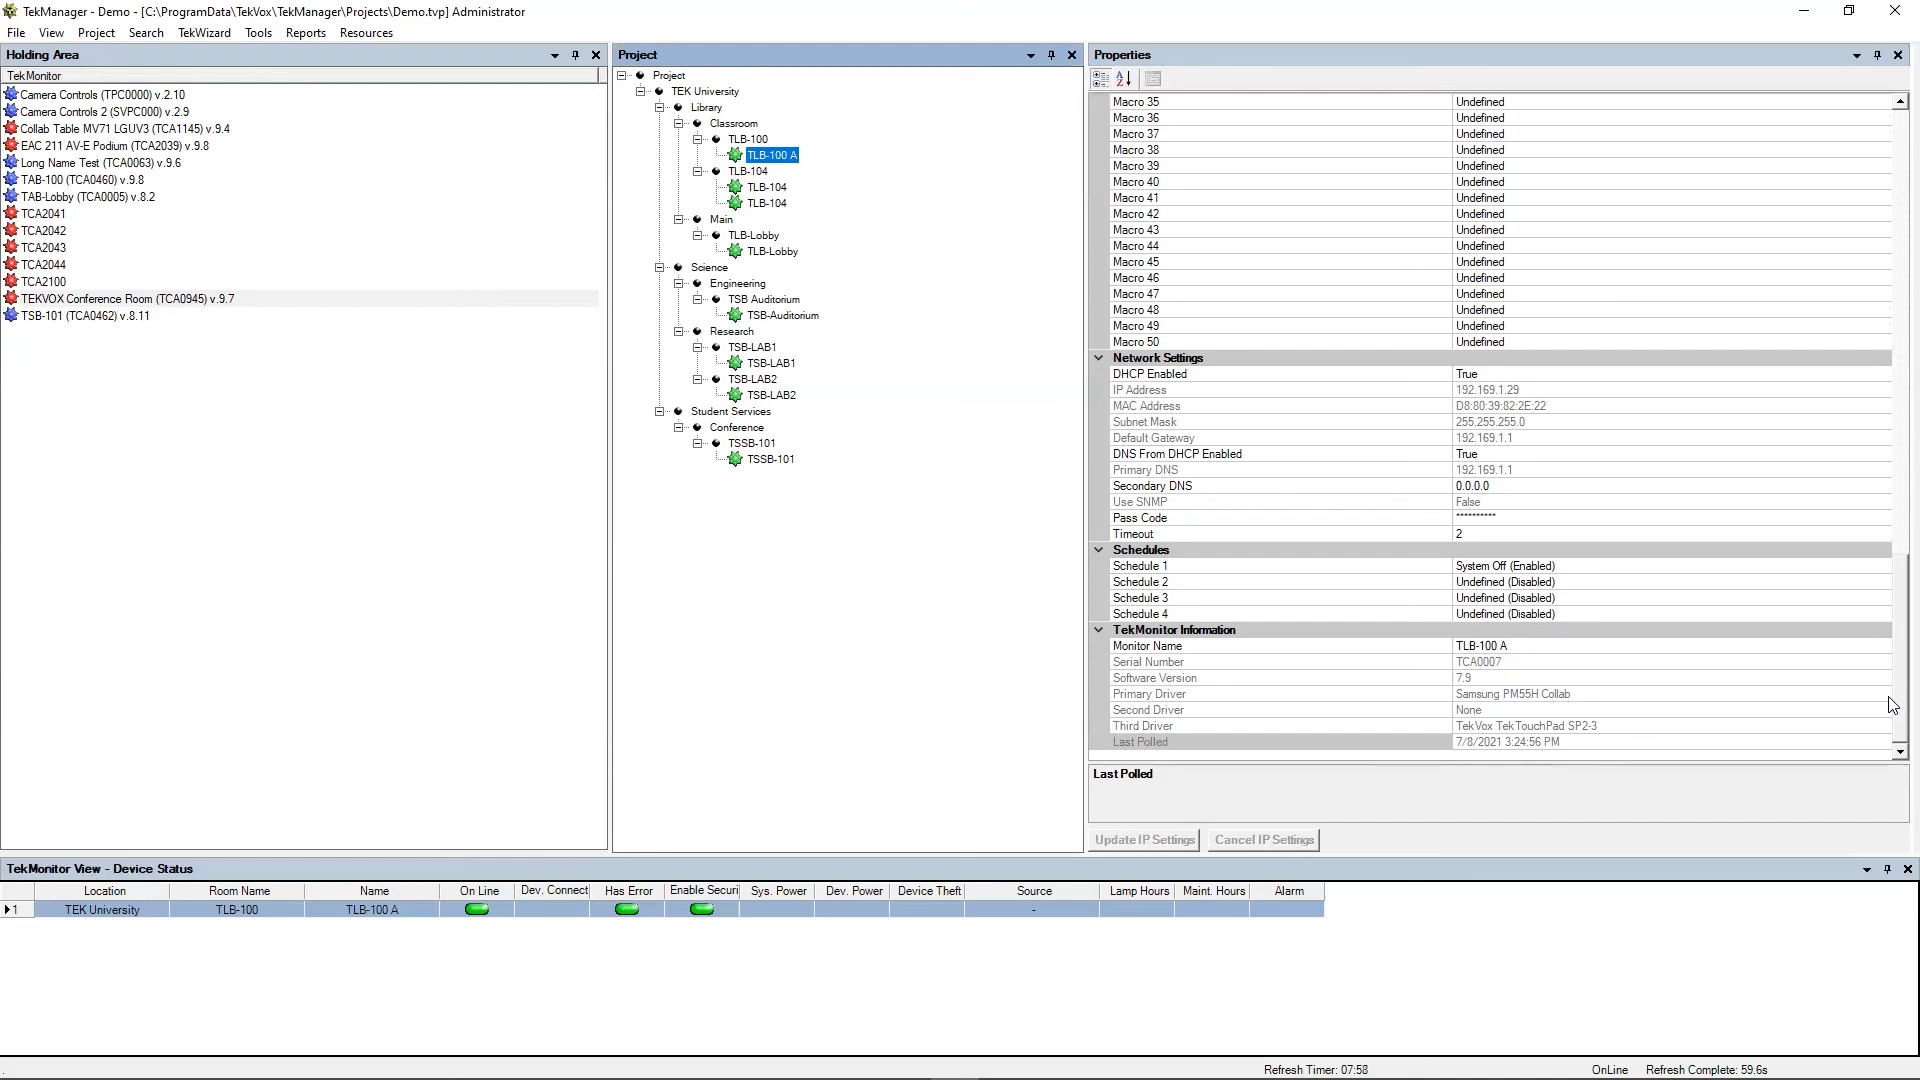 TekManager - Demo - [C:\ProgramData\TekVox\TekManager\Projects\Demo.tvp] Administrator
File View Project Search TekWizard Tools Reports Resources
Holding Area
TekMonitor
Camera Controls (TPC0000) v.2.10
Camera Controls 2 (SVPC000) v.2.9
Collab Table MV71 LGUV3 (TCA1145) v.9.4
EAC 211 AV-E Podium (TCA2039) v.9.8
Long Name Test (TCA0063) v.9.6
TAB-100 (TCA0460) v.9.8
TAB-Lobby (TCA0005) v.8.2
TCA2041
TCA2042
TCA2043
TCA2044
TCA2100
TEKVOX Conference Room (TCA0945) v.9.7
TSB-101 (TCA0462) v.8.11
Project
Project
TEK University
Library
Classroom
TLB-100
TLB-100 A
TLB-104
TLB-104
TLB-104
Main
TLB-Lobby
TLB-Lobby
Science
Engineering
TSB Auditorium
TSB-Auditorium
Research
TSB-LAB1
TSB-LAB1
TSB-LAB2
TSB-LAB2
Student Services
Conference
TSSB-101
TSSB-101
Properties
Macro 35 Undefined
Macro 36 Undefined
Macro 37 Undefined
Macro 38 Undefined
Macro 39 Undefined
Macro 40 Undefined
Macro 41 Undefined
Macro 42 Undefined
Macro 43 Undefined
Macro 44 Undefined
Macro 45 Undefined
Macro 46 Undefined
Macro 47 Undefined
Macro 48 Undefined
Macro 49 Undefined
Macro 50 Undefined
Network Settings
DHCP Enabled True
IP Address 192.169.1.29
MAC Address D8:80:39:82:2E:22
Subnet Mask 255.255.255.0
Default Gateway 192.169.1.1
DNS From DHCP Enabled True
Primary DNS 192.169.1.1
Secondary DNS 0.0.0.0
Use SNMP False
Pass Code **********
Timeout 2
Schedules
Schedule 1 System Off (Enabled)
Schedule 2 Undefined (Disabled)
Schedule 3 Undefined (Disabled)
Schedule 4 Undefined (Disabled)
TekMonitor Information
Monitor Name TLB-100 A
Serial Number TCA0007
Software Version 7.9
Primary Driver Samsung PM55H Collab
Second Driver None
Third Driver TekVox TekTouchPad SP2-3
Last Polled 7/8/2021 3:24:56 PM
Last Polled
Update IP Settings Cancel IP Settings
TekMonitor View - Device Status
Location Room Name Name On Line Dev. Connect Has Error Enable Securi Sys. Power Dev. Power Device Theft Source Lamp Hours Maint. Hours Alarm
1 TEK University TLB-100 TLB-100 A -
. Refresh Timer: 07:58 OnLine Refresh Complete: 59.6s